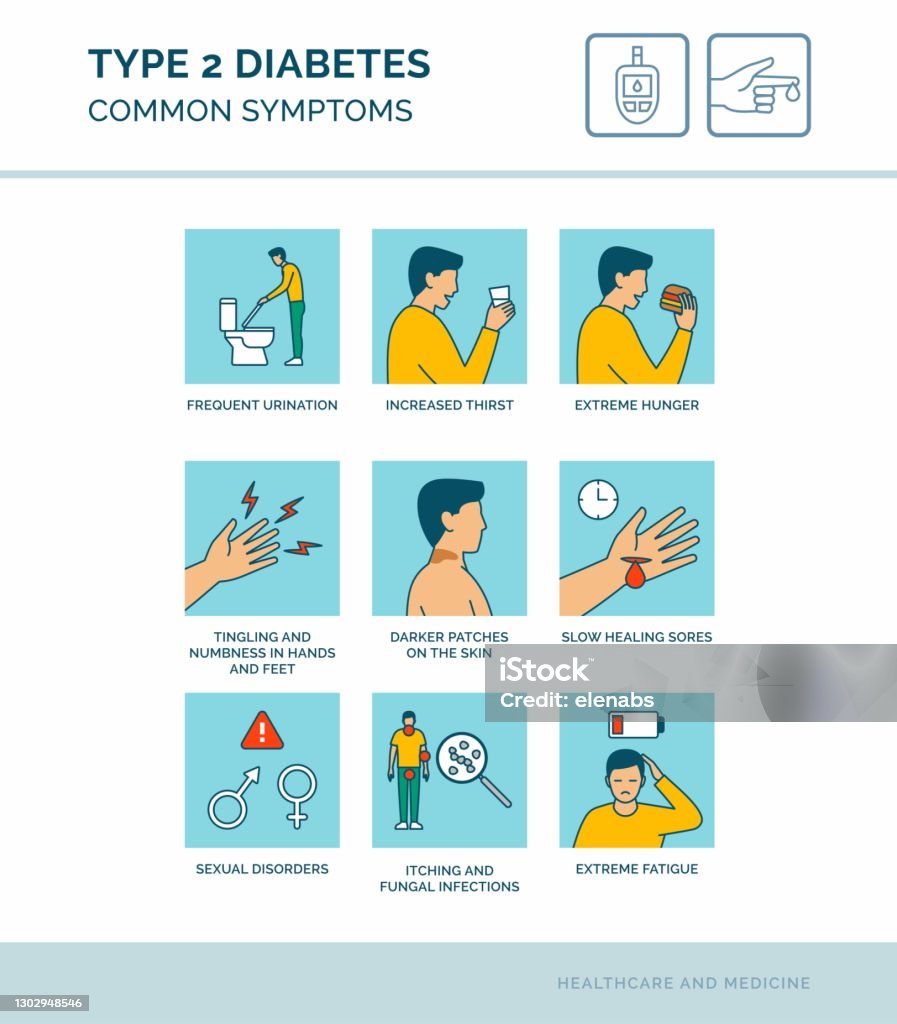 TYPE 2 DIABETES
COMMON SYMPTOMS
FREQUENT URINATION
INCREASED THIRST
EXTREME HUNGER
TINGLING AND
NUMBNESS IN HANDS
AND FEET
DARKER PATCHES
ON THE SKIN
SLOW HEALING SORES
iStock™
Credit: elenabs
SEXUAL DISORDERS
ITCHING AND
FUNGAL INFECTIONS
EXTREME FATIGUE
HEALTHCARE AND MEDICINE
1302948546